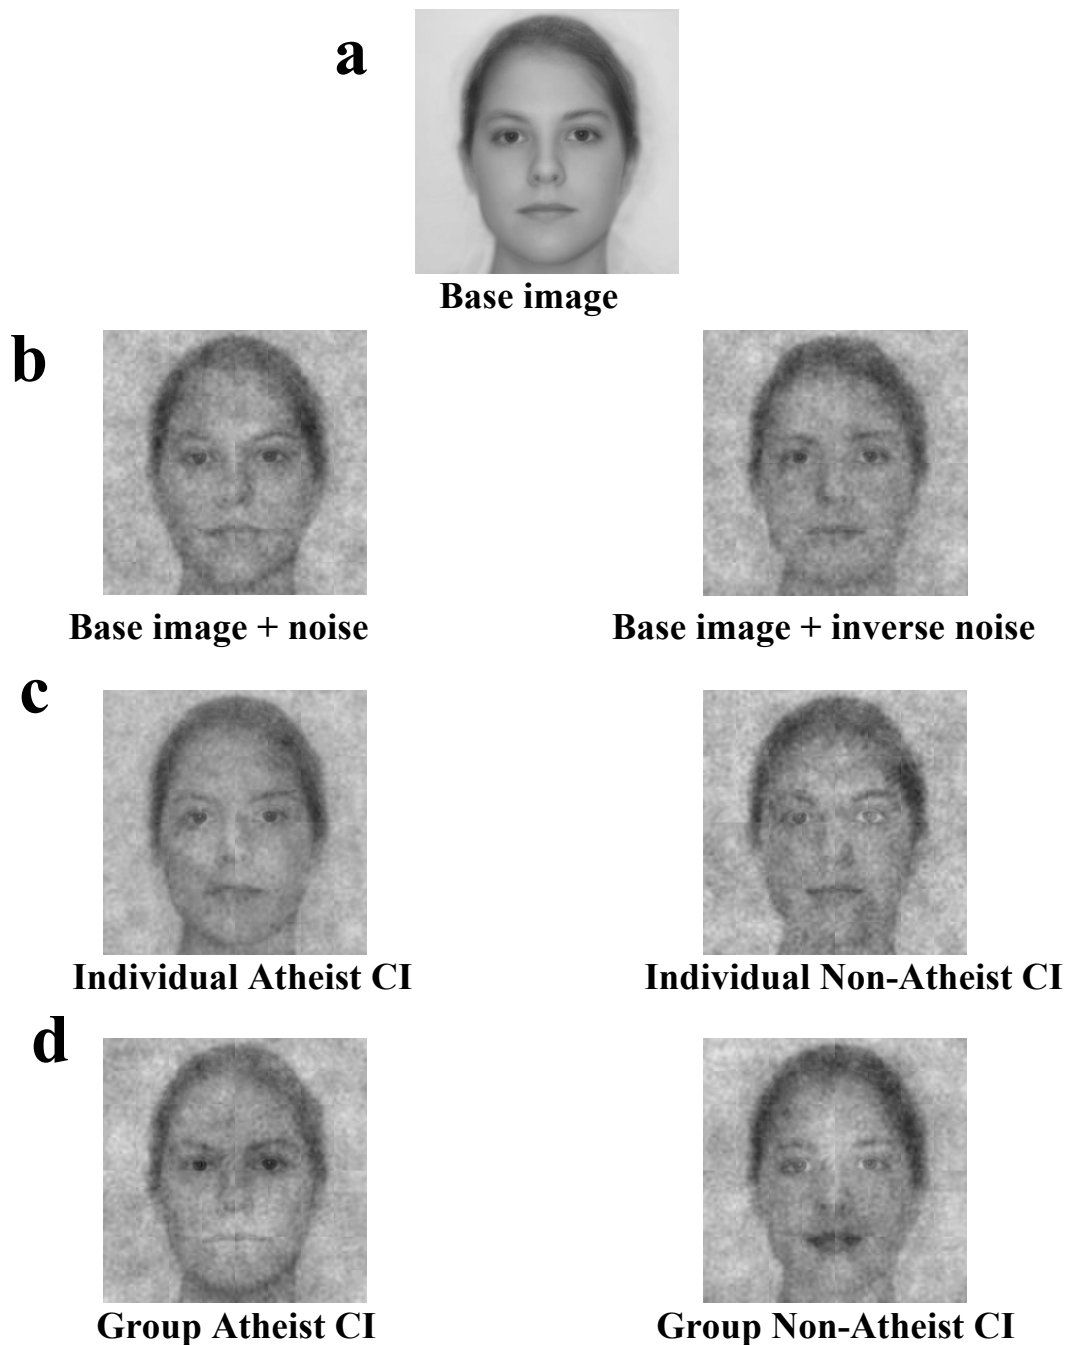 a
Base image
b
Base image + noise
Base image + inverse noise
c
Individual Atheist CI
Individual Non-Atheist CI
d
Group Atheist CI
Group Non-Atheist CI